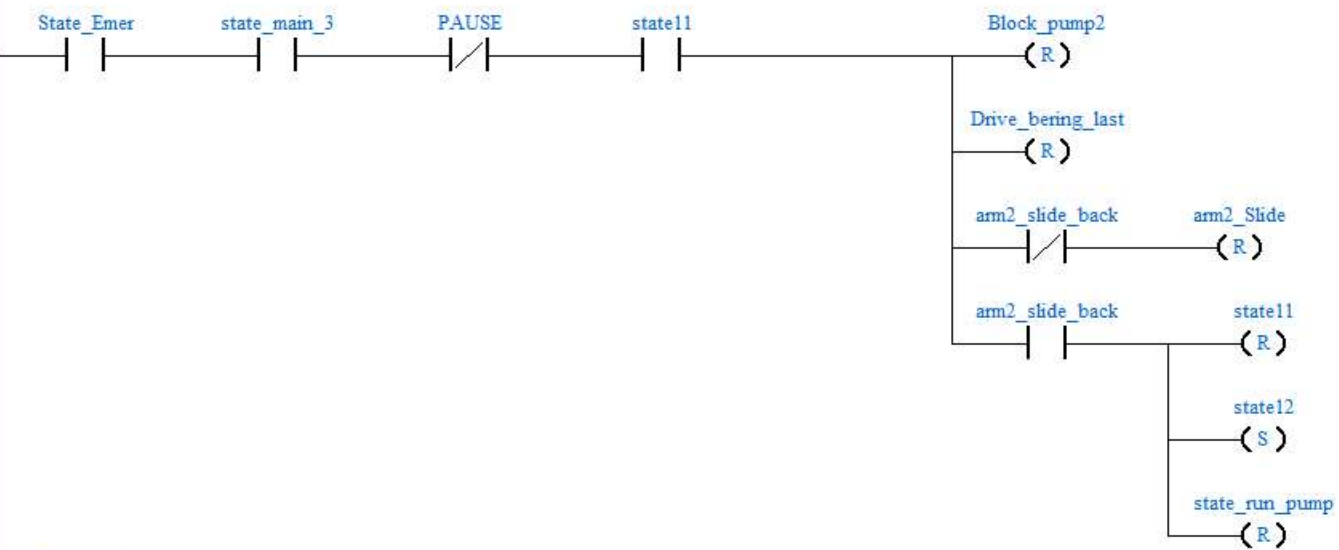 State_Emer state_main_3 PAUSE state11 Block_pump2
R
Drive_bering_last
R
arm2_slide_back arm2_Slide
R
arm2_slide_back state11
R
state12
S
state_run_pump
R